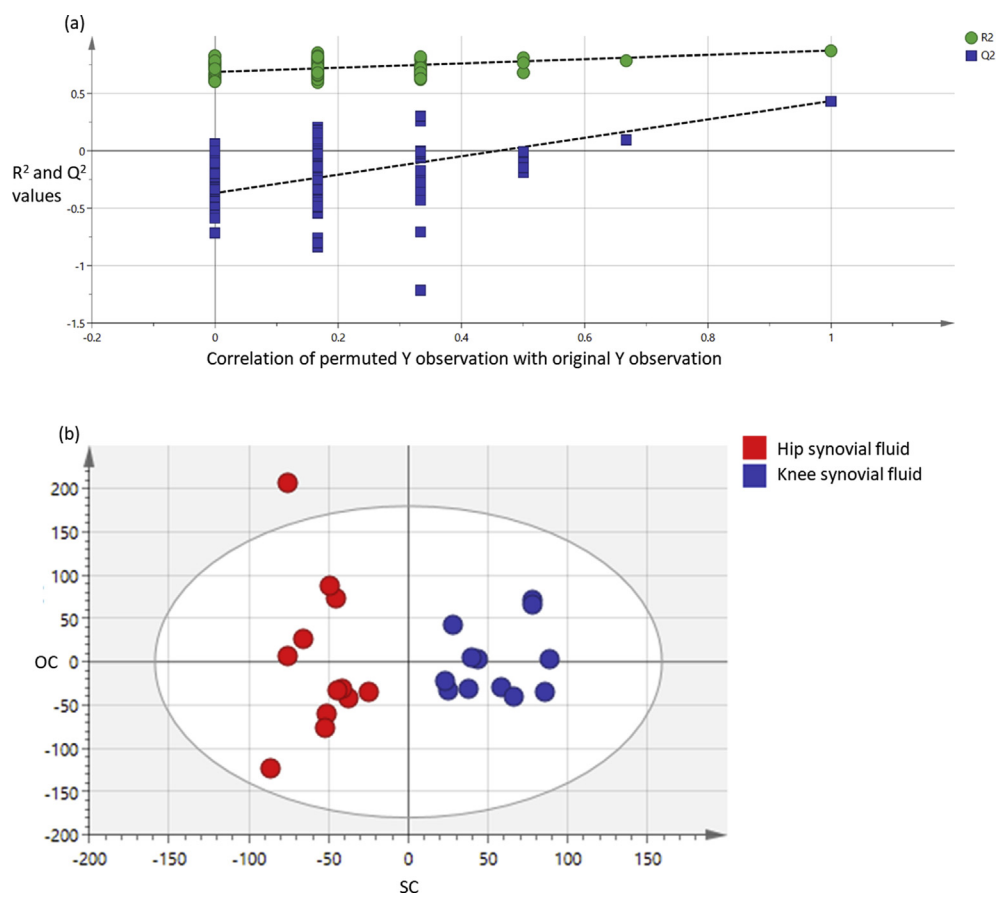 (a)
R2
Q2
0.5
0
-0.5
-1
-1.5
R² and Q²
values
-0.2
0
0.2
0.4
0.6
0.8
1
Correlation of permuted Y observation with original Y observation
(b)
Hip synovial fluid
Knee synovial fluid
200
150
100
50
0
-50
-100
-150
-200
OC
-200
-150
-100
-50
0
50
100
150
SC